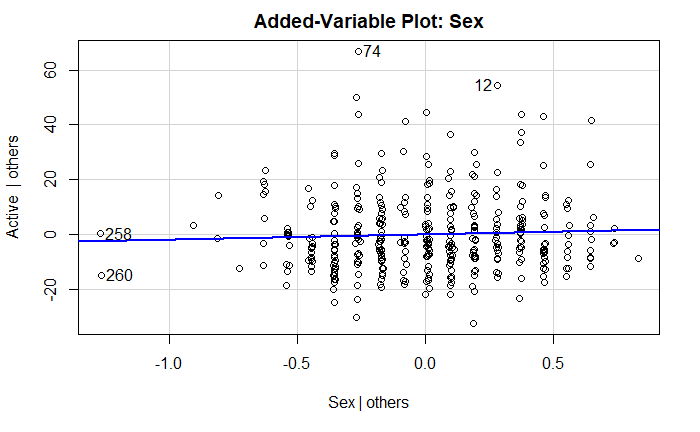 Added-Variable Plot: Sex
Active | others
60
40
20
0
-20
74
12
258
260
-1.0 -0.5 0.0 0.5
Sex | others